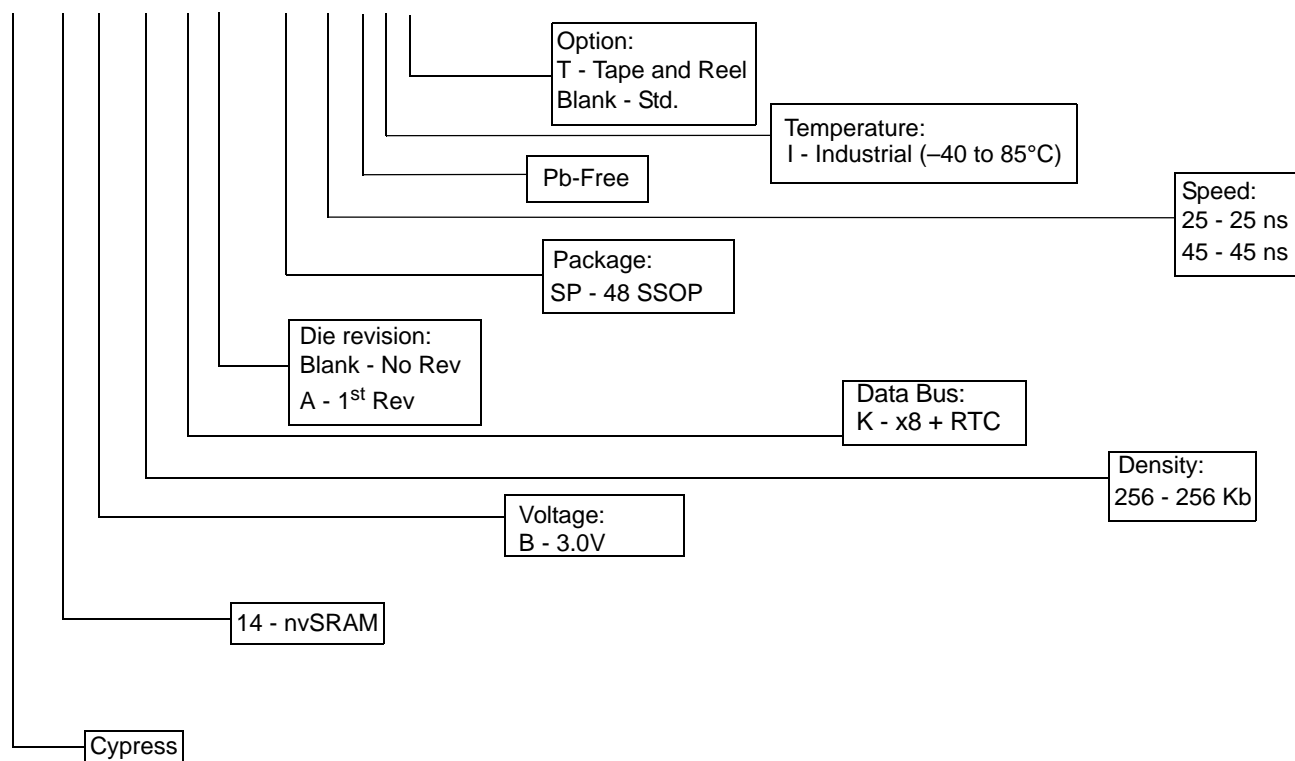 Option:
T - Tape and Reel
Blank - Std.
Temperature:
I - Industrial (–40 to 85°C)
Pb-Free
Speed:
25 - 25 ns
45 - 45 ns
Package:
SP - 48 SSOP
Die revision:
Blank - No Rev
A - 1st Rev
Data Bus:
K - x8 + RTC
Density:
256 - 256 Kb
Voltage:
B - 3.0V
14 - nvSRAM
Cypress